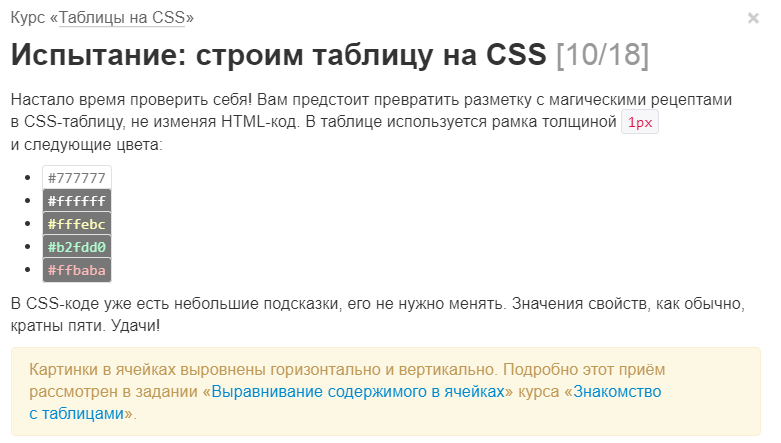 Курс «Таблицы на CSS»
×
Испытание: строим таблицу на CSS [10/18]
Настало время проверить себя! Вам предстоит превратить разметку с магическими рецептами
в CSS-таблицу, не изменяя HTML-код. В таблице используется рамка толщиной 1px
и следующие цвета:
• #777777
• #ffffff
• #fffebc
• #b2fdd0
• #ffbaba
В CSS-коде уже есть небольшие подсказки, его не нужно менять. Значения свойств, как обычно,
кратны пяти. Удачи!
Картинки в ячейках выровнены горизонтально и вертикально. Подробно этот приём
рассмотрен в задании «Выравнивание содержимого в ячейках» курса «Знакомство
с таблицами».